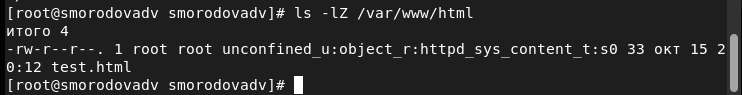 [root@smorodovadv smorodovadv]# ls -lZ /var/www/html
итого 4
-rw-r--r--. 1 root root unconfined_u:object_r:httpd_sys_content_t:s0 33 окт 15 2
0:12 test.html
[root@smorodovadv smorodovadv]#